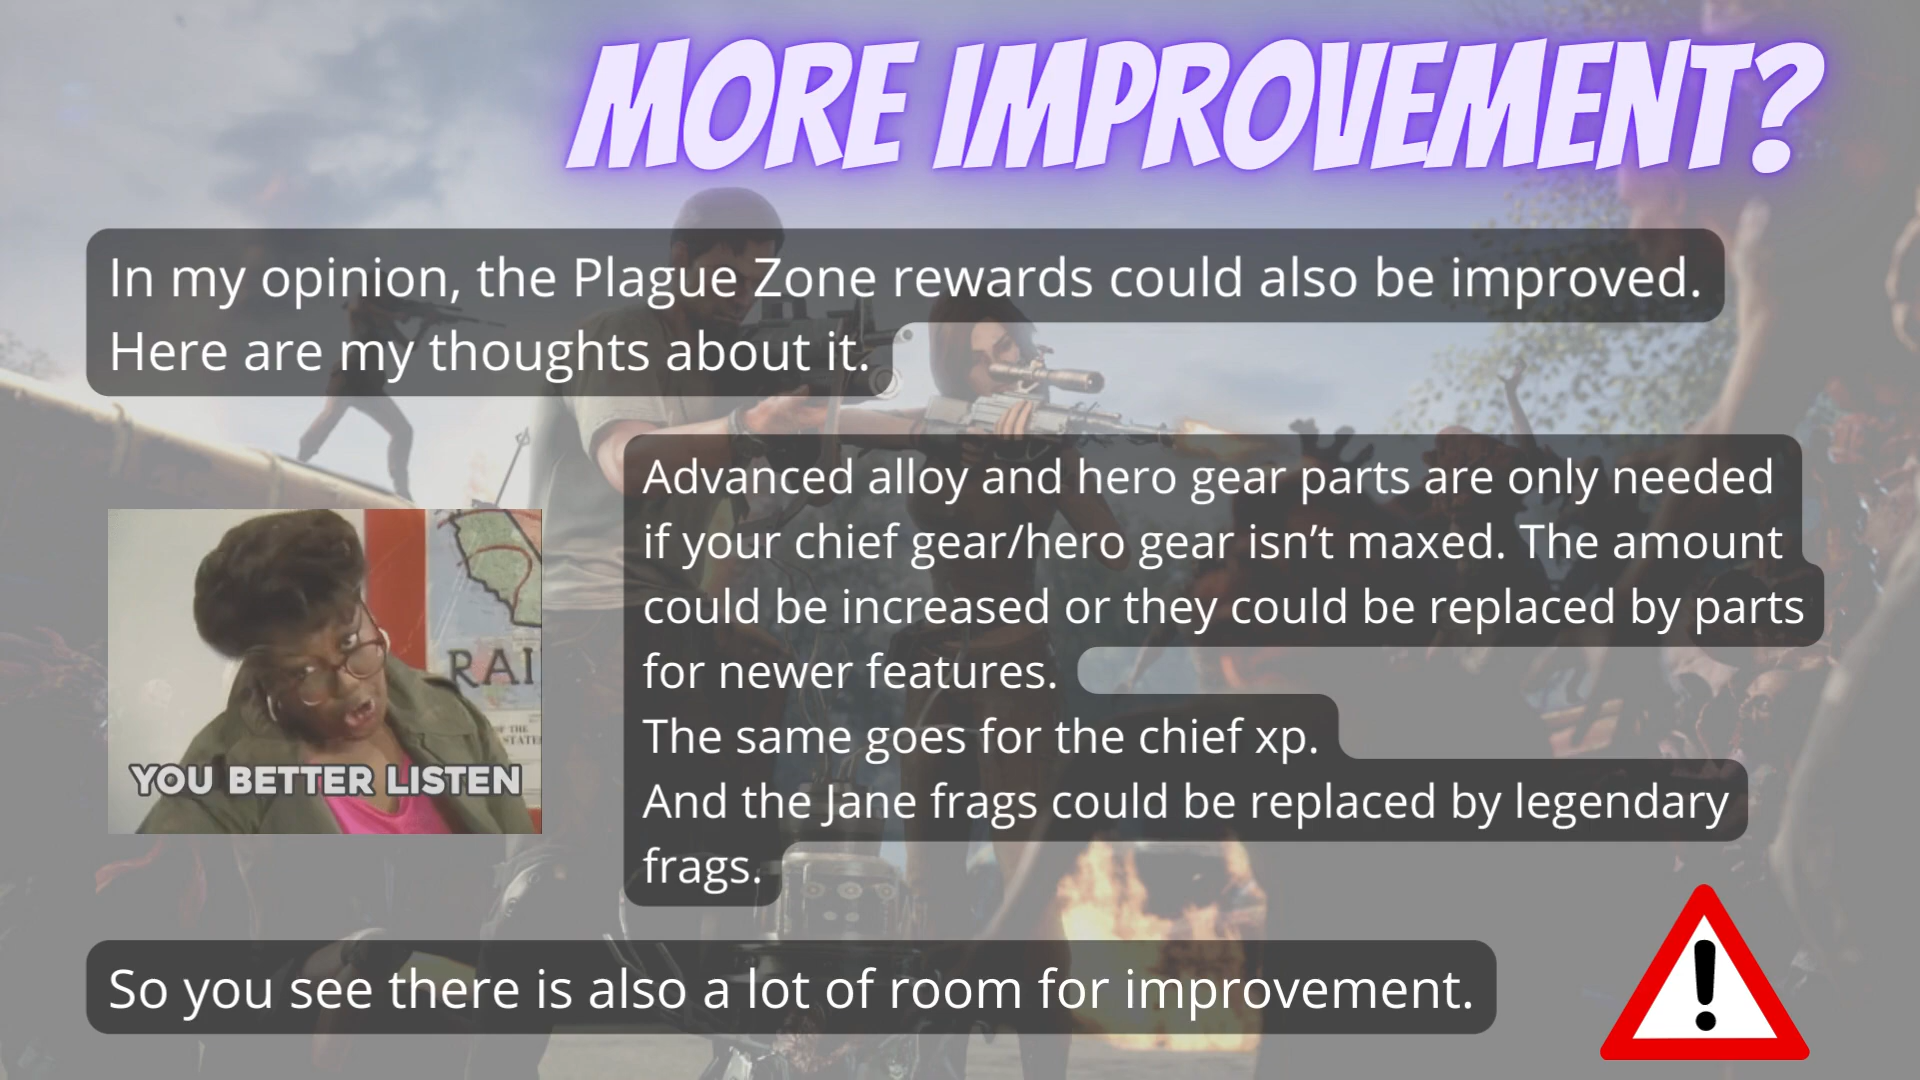 MORE IMPROVEMENT?
In my opinion, the Plague Zone rewards could also be improved.
Here are my thoughts about it.
Advanced alloy and hero gear parts are only needed
if your chief gear/hero gear isn’t maxed. The amount
could be increased or they could be replaced by parts
for newer features.
The same goes for the chief xp.
And the Jane frags could be replaced by legendary
frags.
RAI
OF THE
STATE
YOU BETTER LISTEN
So you see there is also a lot of room for improvement.